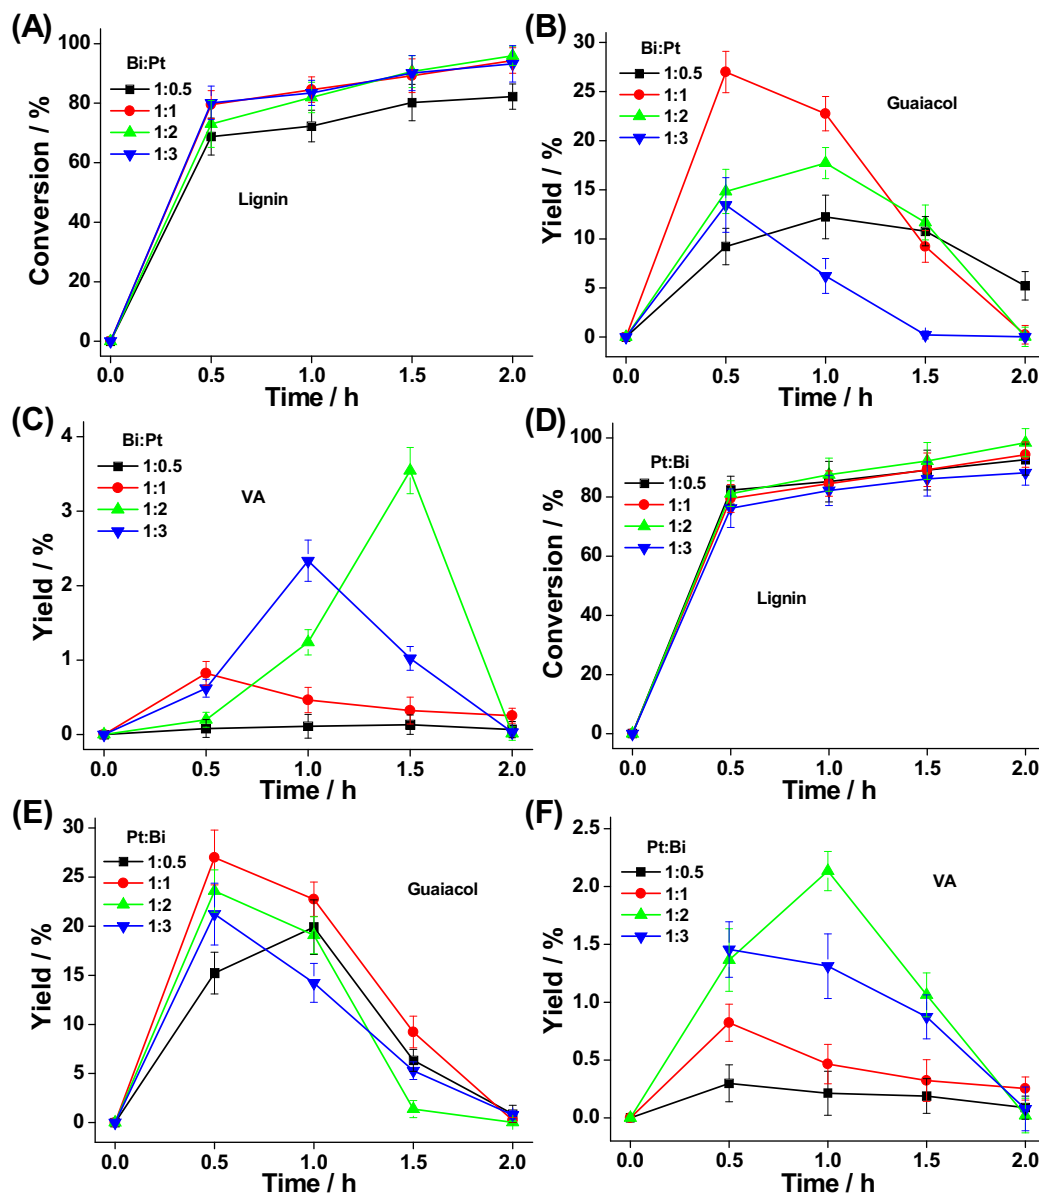 (A)
Conversion / %
100
80
60
40
20
0
Bi:Pt
1:0.5
1:1
1:2
1:3
Lignin
0.0 0.5 1.0 1.5 2.0
Time / h
(B)
Yield / %
30
25
20
15
10
5
0
Bi:Pt
1:0.5
1:1
1:2
1:3
Guaiacol
0.0 0.5 1.0 1.5 2.0
Time / h
(C)
Yield / %
4
3
2
1
0
Bi:Pt
1:0.5
1:1
1:2
1:3
VA
0.0 0.5 1.0 1.5 2.0
Time / h
(D)
Conversion / %
100
80
60
40
20
0
Pt:Bi
1:0.5
1:1
1:2
1:3
Lignin
0.0 0.5 1.0 1.5 2.0
Time / h
(E)
Yield / %
30
25
20
15
10
5
0
Pt:Bi
1:0.5
1:1
1:2
1:3
Guaiacol
0.0 0.5 1.0 1.5 2.0
Time / h
(F)
Yield / %
2.5
2.0
1.5
1.0
0.5
0.0
Pt:Bi
1:0.5
1:1
1:2
1:3
VA
0.0 0.5 1.0 1.5 2.0
Time / h